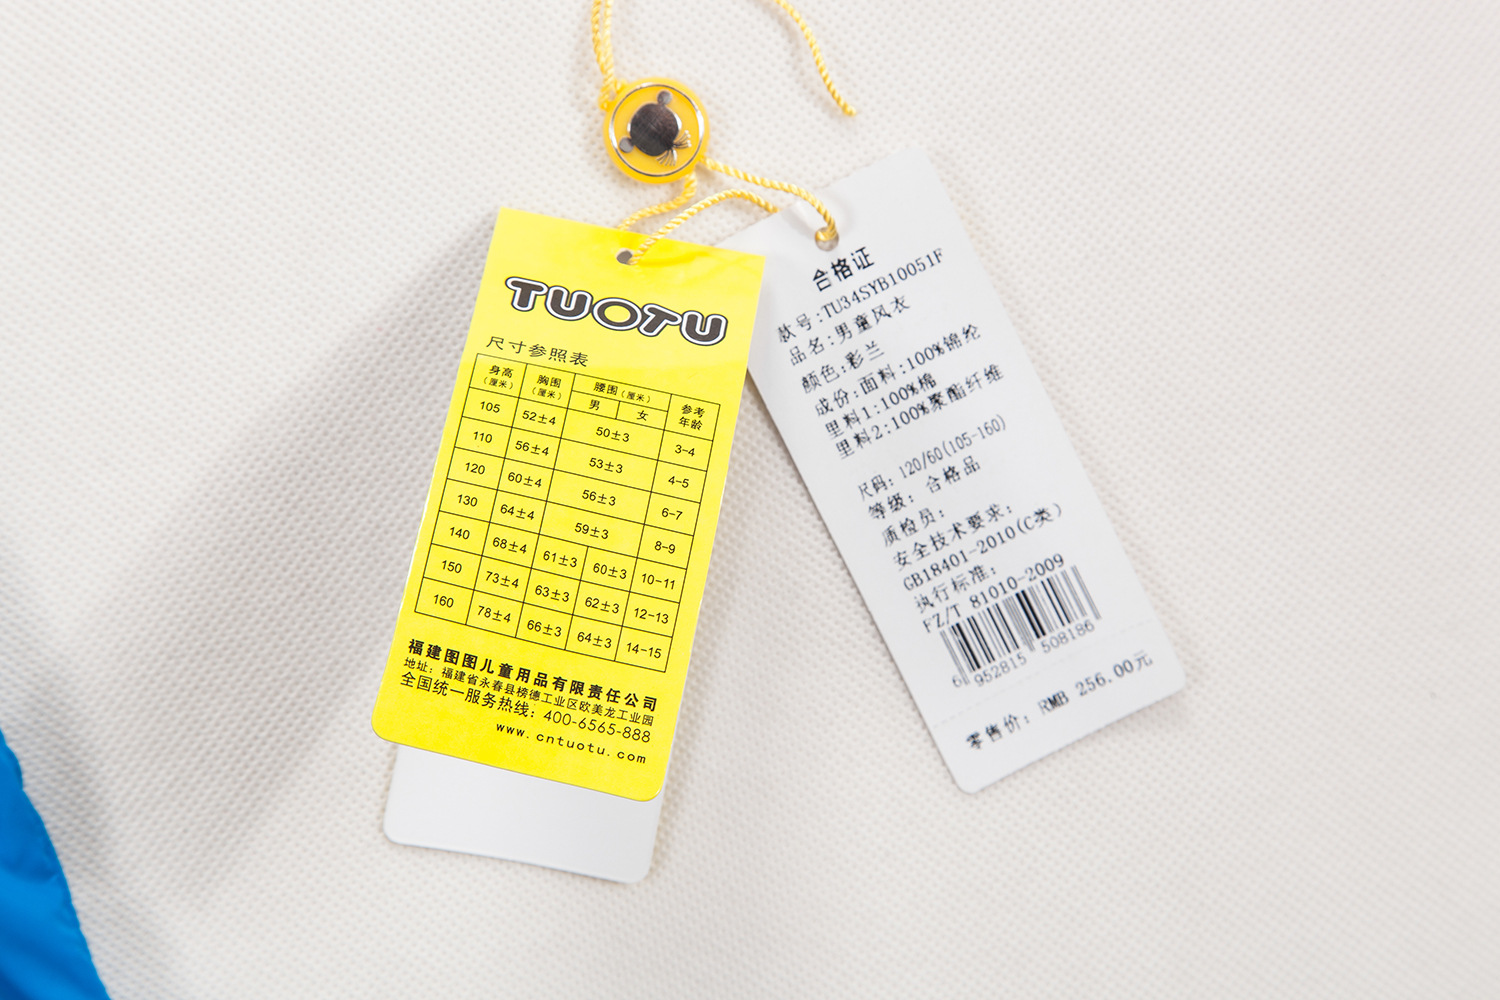 TUOTU
尺寸参照表
身高（厘米） 胸围（厘米） 腰围（厘米） 参考年龄
男 女
105 52±4 50±3 3-4
110 56±4 53±3 4-5
120 60±4 56±3 6-7
130 64±4 59±3 8-9
140 68±4 61±3 60±3 10-11
150 73±4 63±3 62±3 12-13
160 78±4 66±3 64±3 14-15
福建图图儿童用品有限责任公司
地址：福建省永春县榜德工业区欧美龙工业园
全国统一服务热线：400-6565-888
www.cntuotu.com
合格证
款号:TU34SYB10051F
品名:男童风衣
颜色:彩兰
成份:面料:100%锦纶
里料1:100%棉
里料2:100%聚酯纤维
尺码: 120/60(105-160)
等级: 合格品
质检员:
安全技术要求:
GB18401-2010(C类)
执行标准:
FZ/T 81010-2009
6 952815 508186
零售价: RMB 256.00元